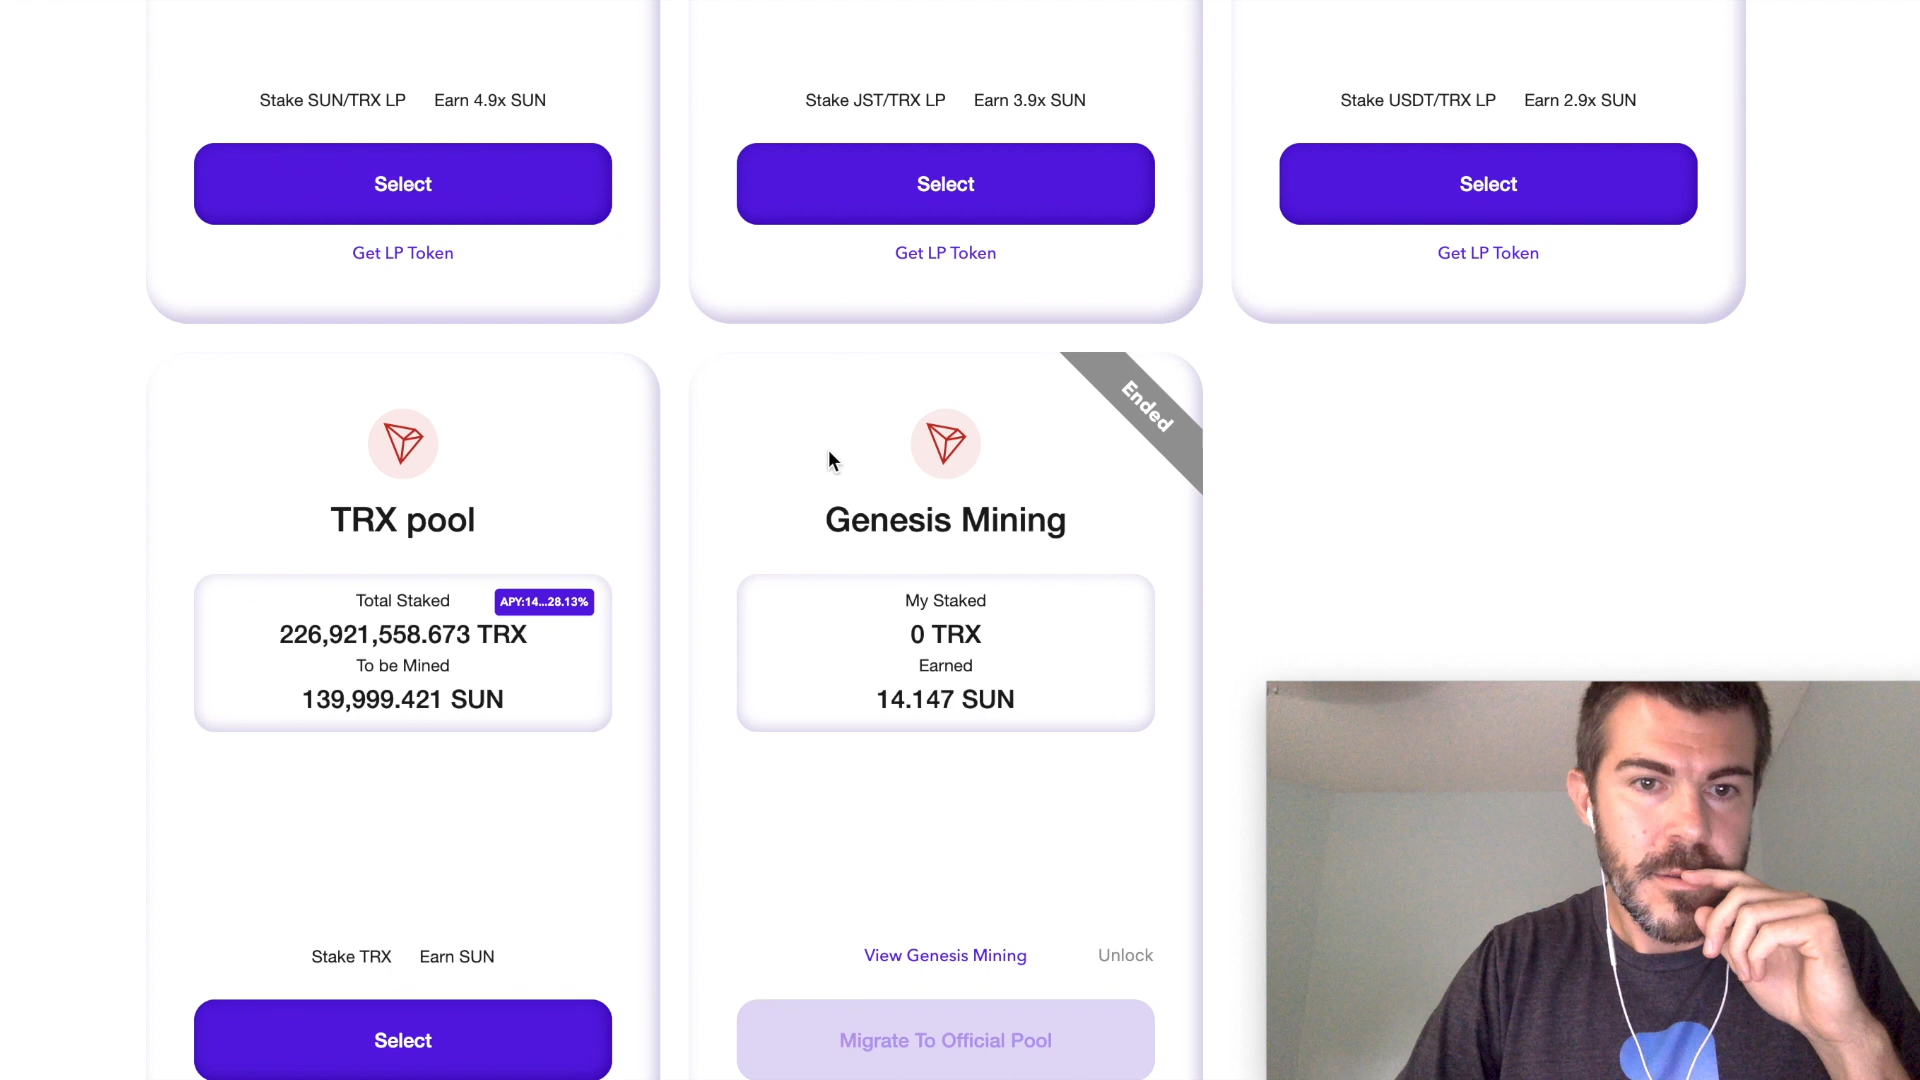 Stake SUN/TRX LP Earn 4.9x SUN
Select
Get LP Token
Stake JST/TRX LP Earn 3.9x SUN
Select
Get LP Token
Stake USDT/TRX LP Earn 2.9x SUN
Select
Get LP Token
TRX pool
Total Staked APY:14...28.13%
226,921,558.673 TRX
To be Mined
139,999.421 SUN
Stake TRX Earn SUN
Select
Ended
Genesis Mining
My Staked
0 TRX
Earned
14.147 SUN
View Genesis Mining Unlock
Migrate To Official Pool